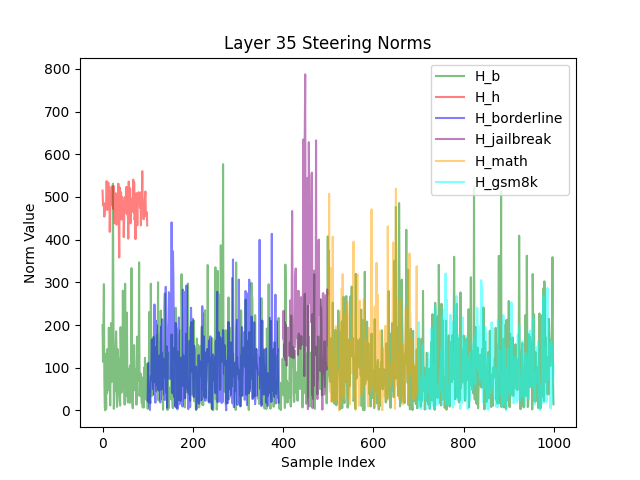 Layer 35 Steering Norms
800
700
600
500
400
300
200
100
0
Norm Value
H_b
H_h
H_borderline
H_jailbreak
H_math
H_gsm8k
0 200 400 600 800 1000
Sample Index